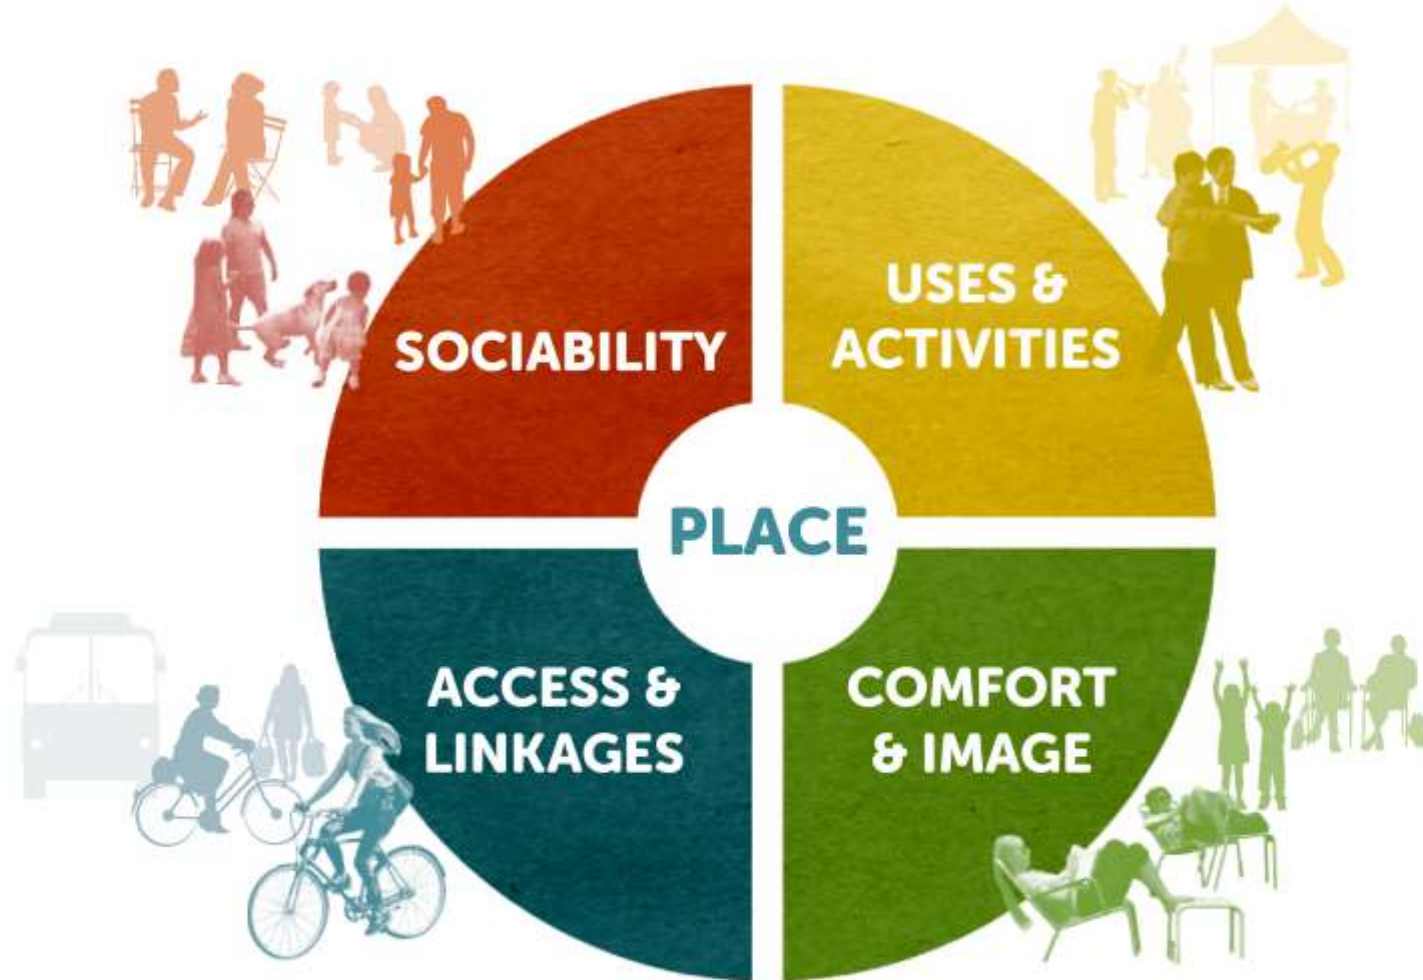 SOCIABILITY
USES &
ACTIVITIES
PLACE
ACCESS &
LINKAGES
COMFORT
& IMAGE